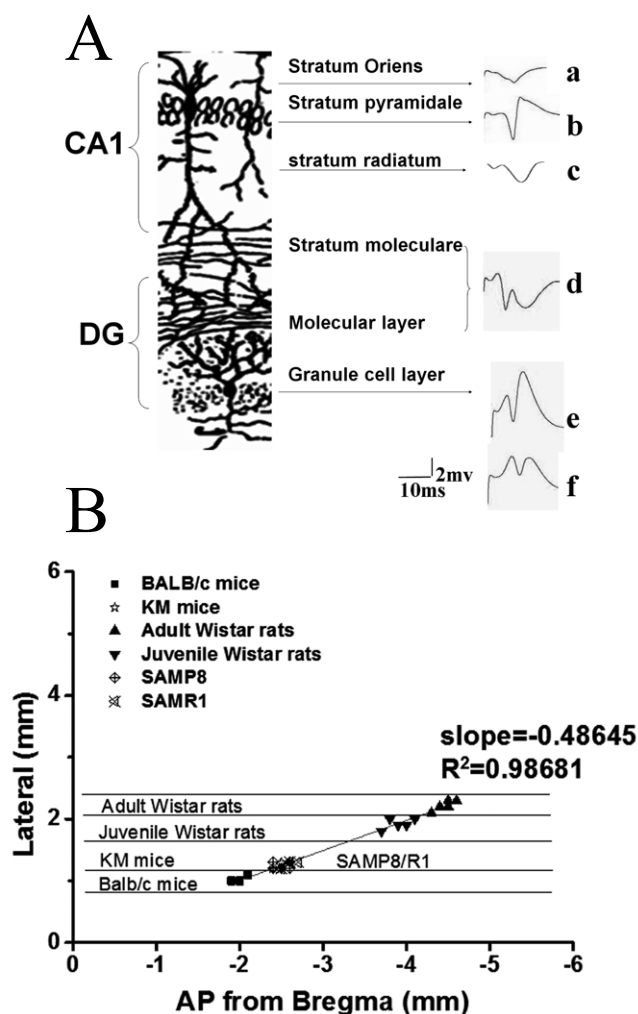 A
Stratum Oriens
a
Stratum pyramidale
b
CA1
stratum radiatum
c
Stratum moleculare
d
DG
Molecular layer
Granule cell layer
e
2mv
10ms
f
B
6
4
2
0
Lateral (mm)
BALB/c mice
KM mice
Adult Wistar rats
Juvenile Wistar rats
SAMP8
SAMR1
slope=-0.48645
R²=0.98681
Adult Wistar rats
Juvenile Wistar rats
KM mice
SAMP8/R1
Balb/c mice
0 -1 -2 -3 -4 -5 -6
AP from Bregma (mm)